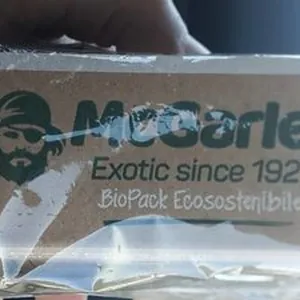 McGarle
Exotic since 192
BioPack Ecosostenibile